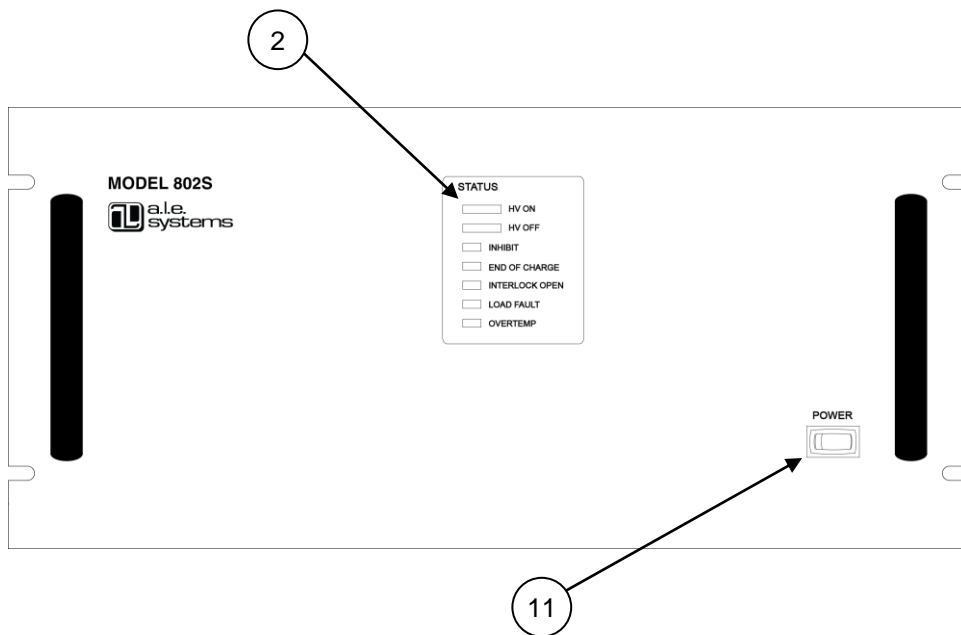 2
MODEL 802S
a.l.e.
systems
STATUS
HV ON
HV OFF
INHIBIT
END OF CHARGE
INTERLOCK OPEN
LOAD FAULT
OVERTEMP
POWER
11